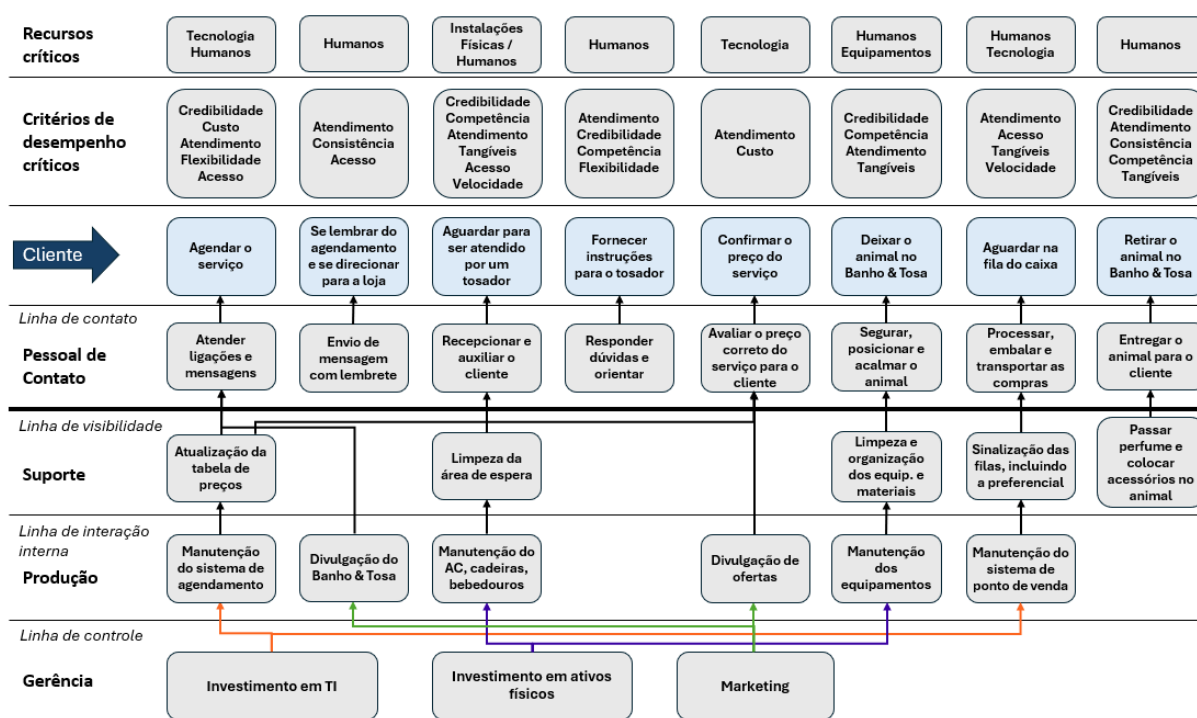 Recursos
críticos
Tecnologia
Humanos
Humanos
Instalações
Físicas /
Humanos
Humanos
Tecnologia
Humanos
Equipamentos
Humanos
Tecnologia
Humanos
Critérios de
desempenho
críticos
Credibilidade
Custo
Atendimento
Flexibilidade
Acesso
Atendimento
Consistência
Acesso
Credibilidade
Competência
Atendimento
Tangíveis
Acesso
Velocidade
Atendimento
Credibilidade
Competência
Flexibilidade
Atendimento
Custo
Credibilidade
Competência
Atendimento
Tangíveis
Atendimento
Acesso
Tangíveis
Velocidade
Credibilidade
Atendimento
Consistência
Competência
Tangíveis
Cliente
Agendar o
serviço
Se lembrar do
agendamento
e se direcionar
para a loja
Aguardar para
ser atendido
por um
tosador
Fornecer
instruções
para o tosador
Confirmar o
preço do
serviço
Deixar o
animal no
Banho & Tosa
Aguardar na
fila do caixa
Retirar o
animal no
Banho & Tosa
Linha de contato
Pessoal de
Contato
Atender
ligações e
mensagens
Envio de
mensagem
com lembrete
Recepcionar e
auxiliar o
cliente
Responder
dúvidas e
orientar
Avaliar o preço
correto do
serviço para o
cliente
Segurar,
posicionar e
acalmar o
animal
Processar,
embalar e
transportar as
compras
Entregar o
animal para o
cliente
Linha de visibilidade
Suporte
Atualização da
tabela de
preços
Limpeza da
área de espera
Limpeza e
organização
dos equip. e
materiais
Sinalização das
filas, incluindo
a preferencial
Passar
perfume e
colocar
acessórios no
animal
Linha de interação
interna
Produção
Manutenção
do sistema de
agendamento
Divulgação do
Banho & Tosa
Manutenção do
AC, cadeiras,
bebedouros
Divulgação de
ofertas
Manutenção
dos
equipamentos
Manutenção do
sistema de
ponto de venda
Linha de controle
Gerência
Investimento em TI
Investimento em ativos
físicos
Marketing